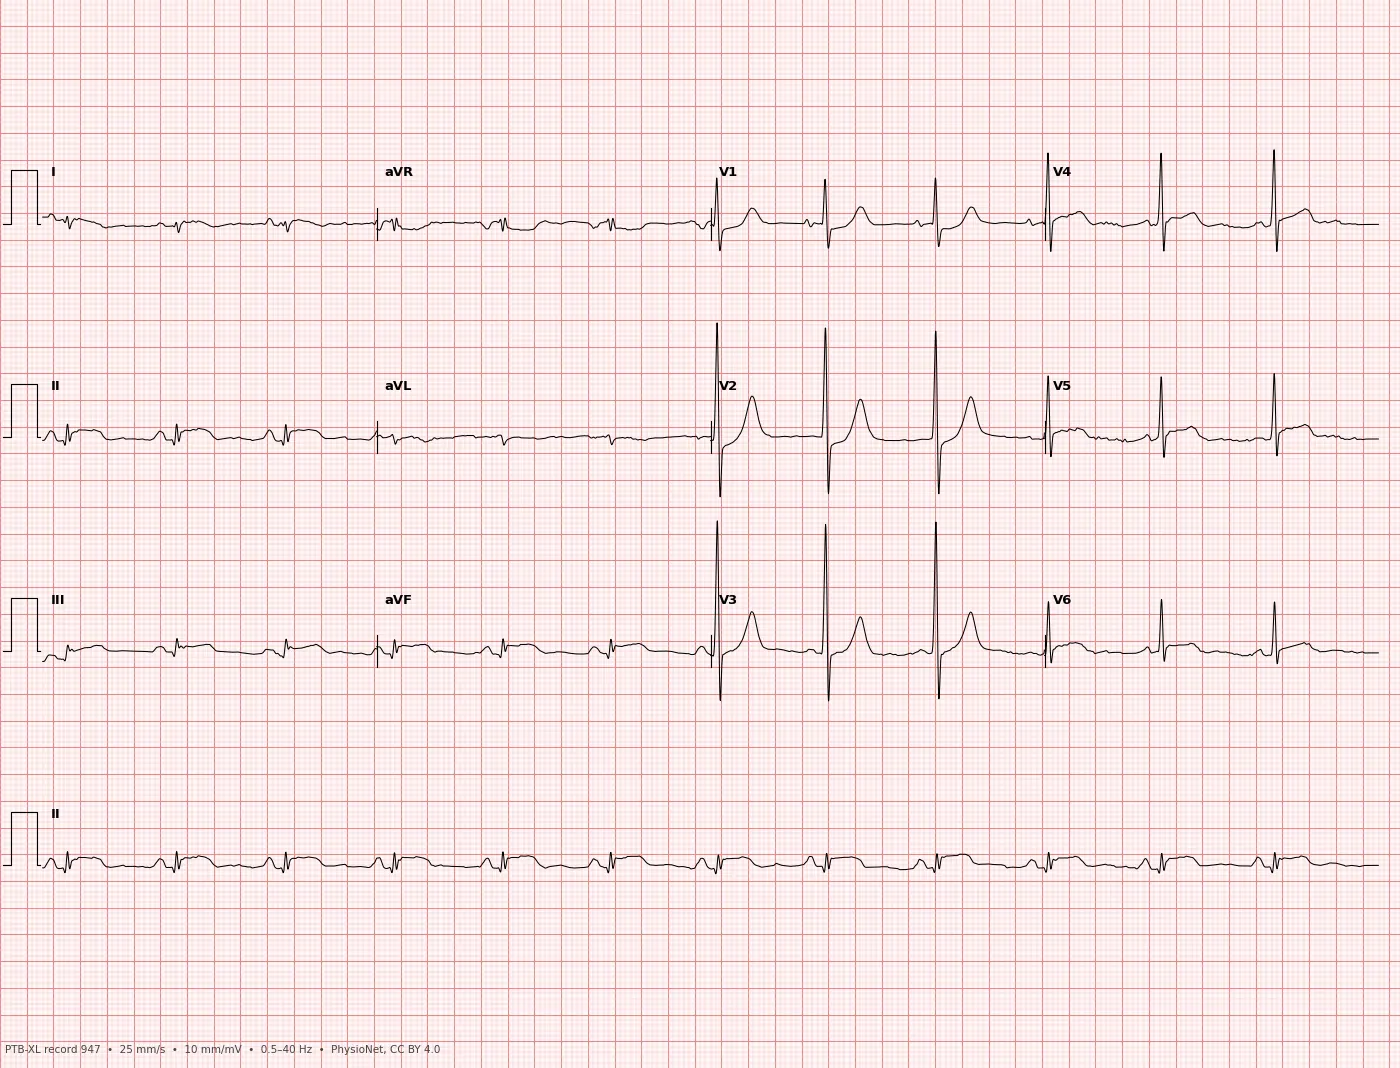 I aVR V1 V4
II aVL V2 V5
III aVF V3 V6
II
PTB-XL record 947 • 25 mm/s • 10 mm/mV • 0.5–40 Hz • PhysioNet, CC BY 4.0